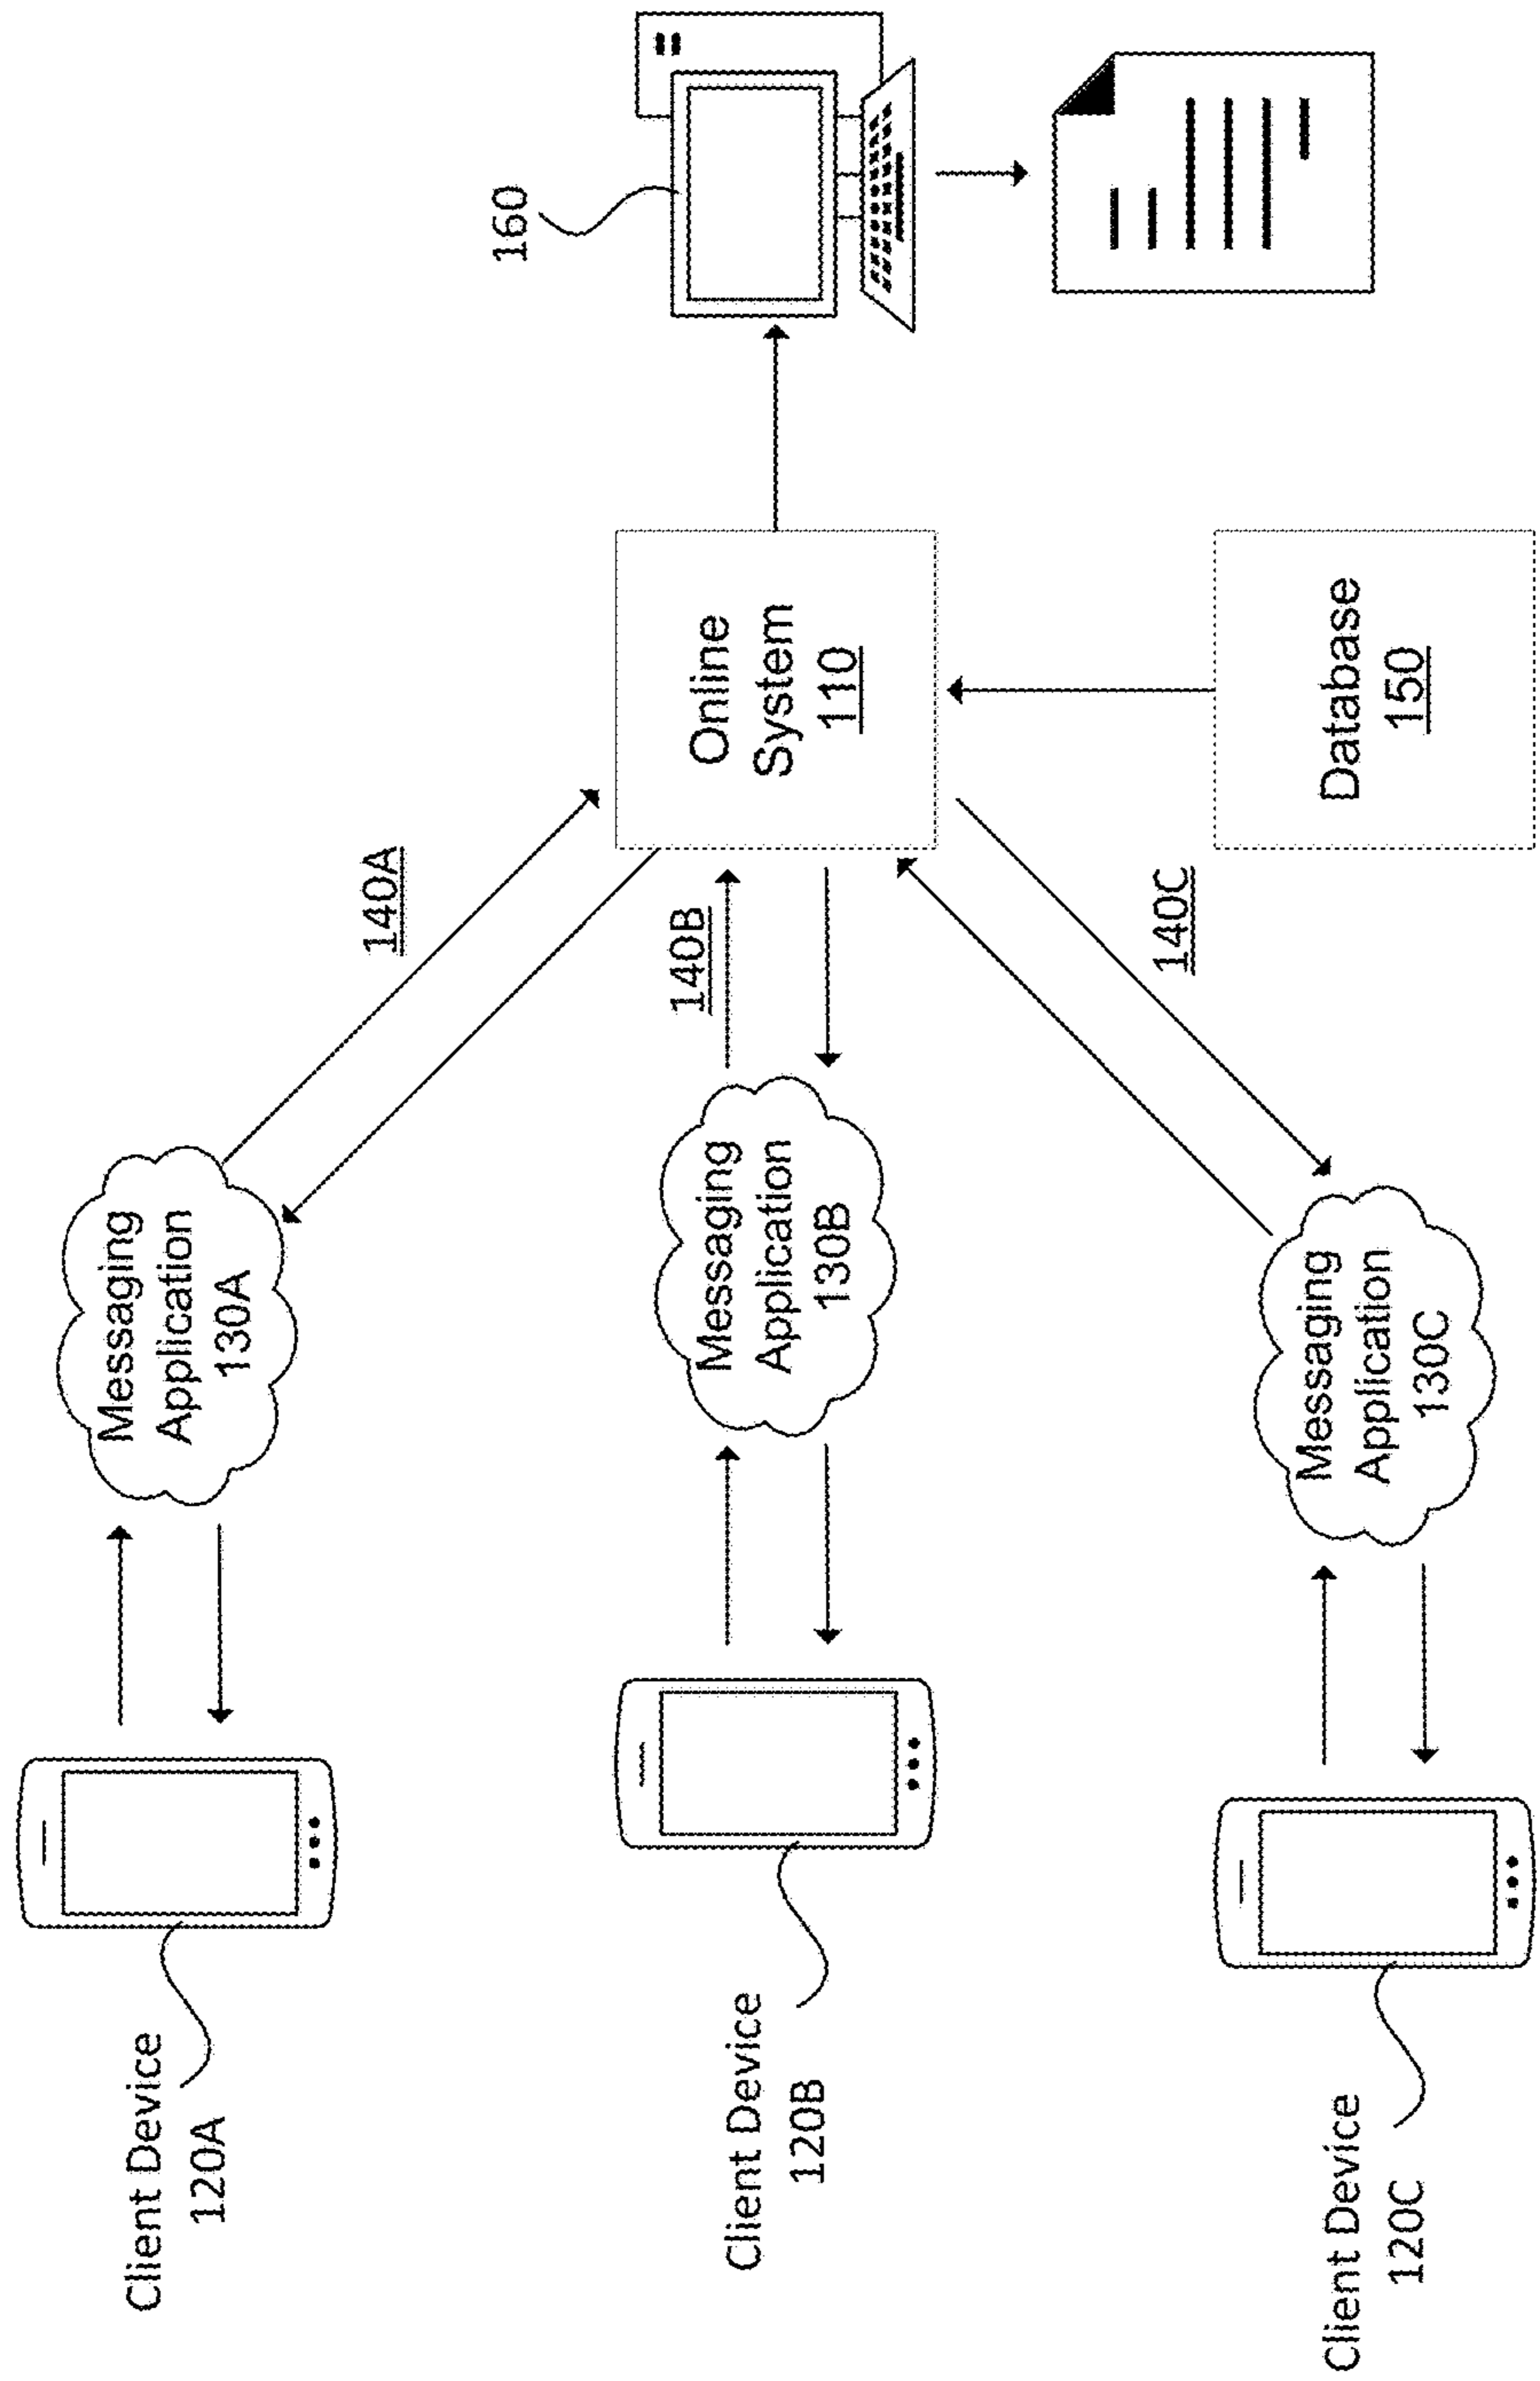 Client Device
120A
Messaging
Application
130A
140A
160
Client Device
120B
Messaging
Application
130B
140B
Online
System
110
Client Device
120C
Messaging
Application
130C
140C
Database
150